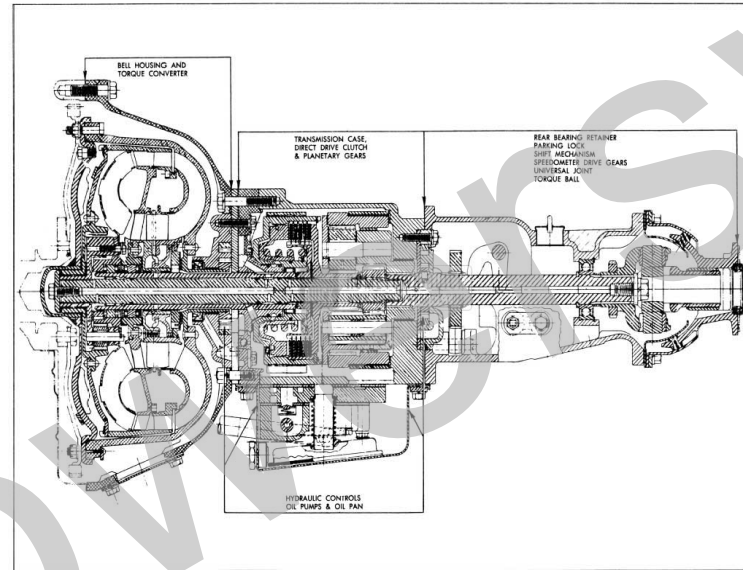 BELL HOUSING AND
TORQUE CONVERTER
TRANSMISSION CASE,
DIRECT DRIVE CLUTCH
& PLANETARY GEARS
REAR BEARING RETAINER
PARKING LOCK
SHIFT MECHANISM
SPEEDOMETER DRIVE GEARS
UNIVERSAL JOINT
TORQUE BALL
HYDRAULIC CONTROLS
OIL PUMPS & OIL PAN
owers